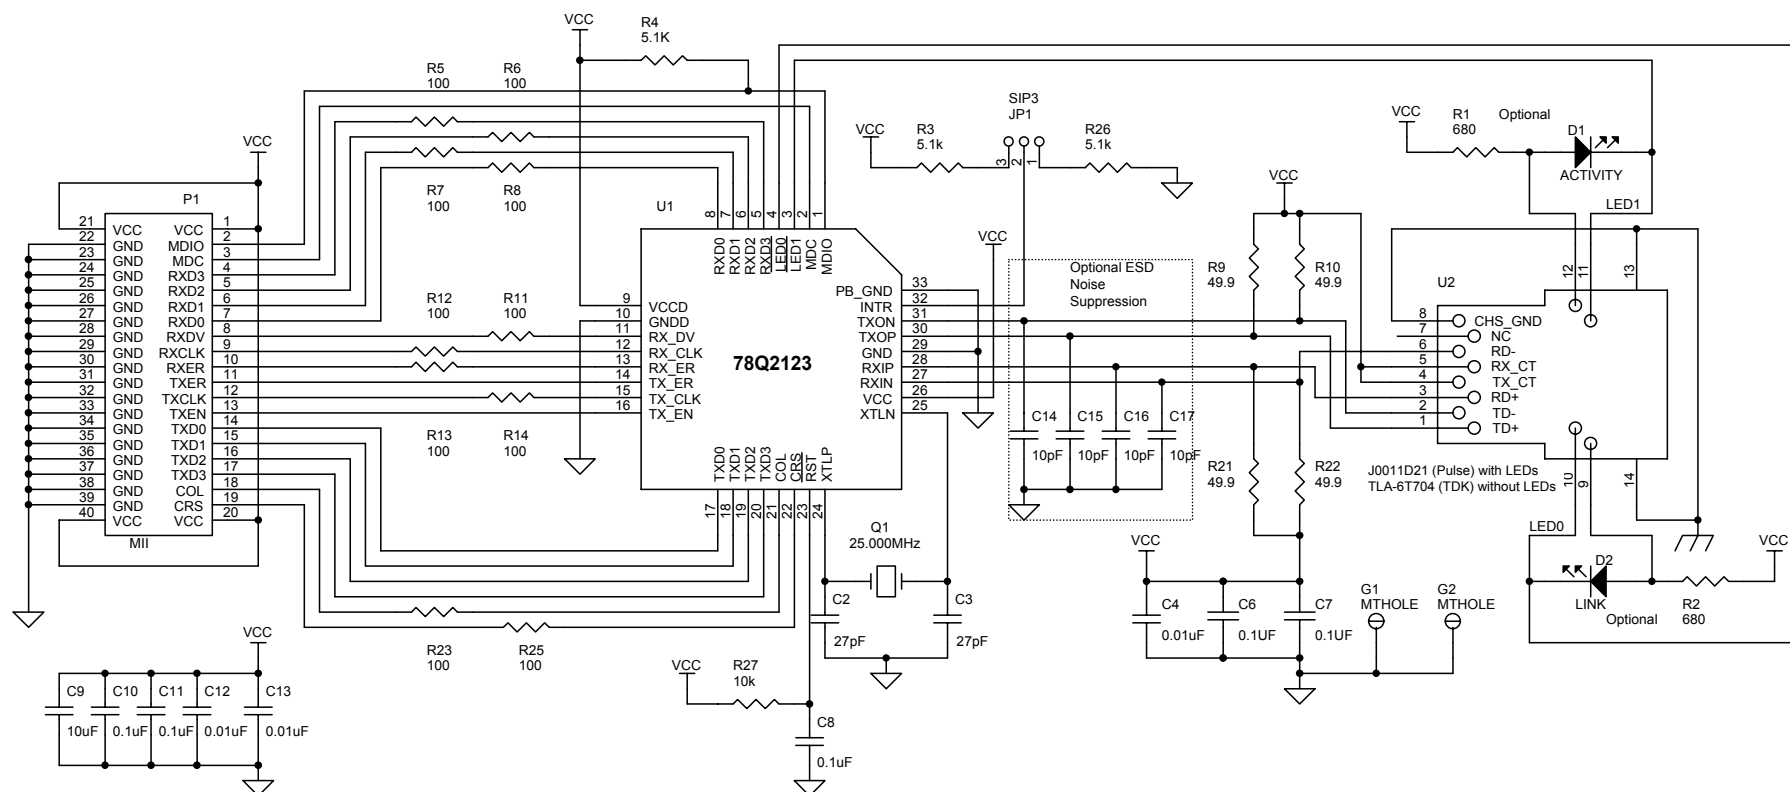 VCC
R4
5.1K
R5
100
R6
100
SIP3
JP1
VCC
R3
5.1k
3
2
1
R26
5.1k
VCC
R1
680
Optional
D1
ACTIVITY
LED1
VCC
R7
100
R8
100
P1
21
VCC
22
GND
23
GND
24
GND
25
GND
26
GND
27
GND
28
GND
29
GND
30
GND
31
GND
32
GND
33
GND
34
GND
35
GND
36
GND
37
GND
38
GND
39
GND
40
VCC
VCC
1
MDIO
2
MDC
3
RXD3
4
RXD2
5
RXD1
6
RXD0
7
RXDV
8
RXCLK
9
RXER
10
TXER
11
TXCLK
12
TXEN
13
TXD0
14
TXD1
15
TXD2
16
TXD3
17
COL
18
CRS
19
VCC
20
MII
R12
100
R11
100
R13
100
R14
100
U1
8
7
6
5
4
3
2
1
RXD0
RXD1
RXD2
RXD3
LED0
LED1
MDC
MDIO
9
VCCD
10
GNDD
11
RX_DV
12
RX_CLK
13
RX_ER
14
TX_ER
15
TX_CLK
16
TX_EN
78Q2123
PB_GND
33
INTR
32
TXON
31
TXOP
30
GND
29
RXIP
28
RXIN
27
VCC
26
XTLN
25
TXD0
TXD1
TXD2
TXD3
COL
CRS
RST
XTLP
17
18
19
20
21
22
23
24
VCC
Optional ESD
Noise
Suppression
C14
10pF
C15
10pF
C16
10pF
C17
10pF
VCC
R9
49.9
R10
49.9
R21
49.9
R22
49.9
U2
12
11
13
8
CHS_GND
7
NC
6
RD-
5
RX_CT
4
TX_CT
3
RD+
2
TD-
1
TD+
J0011D21 (Pulse) with LEDs
TLA-6T704 (TDK) without LEDs
10
9
14
LED0
D2
LINK
Optional
R2
680
VCC
Q1
25.000MHz
C2
27pF
C3
27pF
VCC
C4
0.01uF
C6
0.1UF
C7
0.1UF
G1
MTHOLE
G2
MTHOLE
R23
100
R25
100
VCC
R27
10k
C8
0.1uF
VCC
C9
10uF
C10
0.1uF
C11
0.1uF
C12
0.01uF
C13
0.01uF